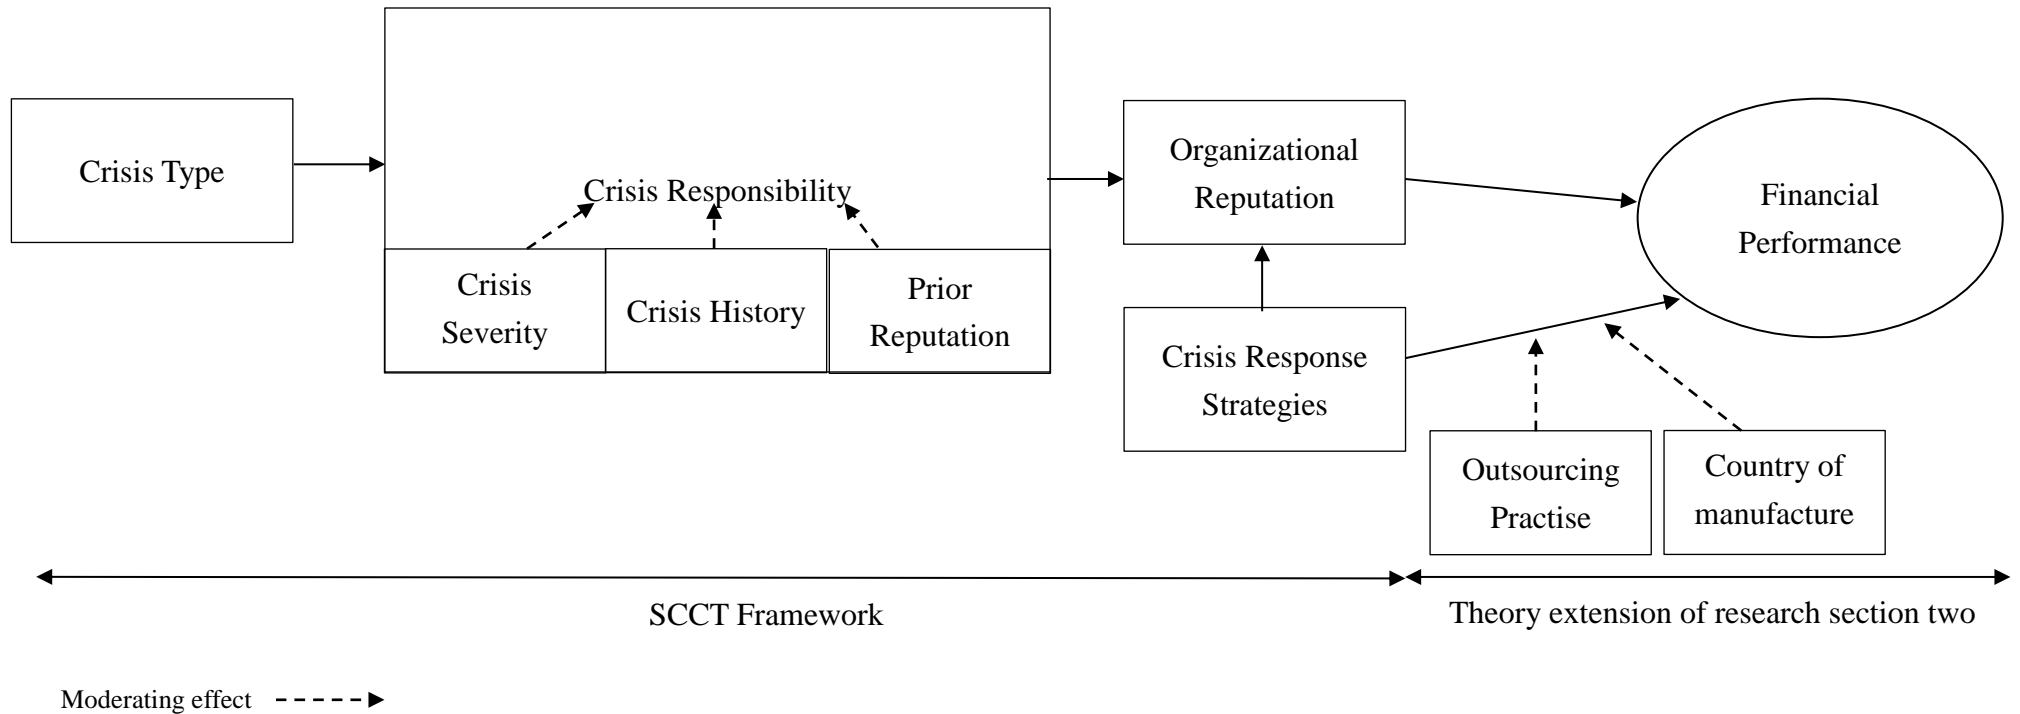 Crisis Type
Crisis Responsibility
Crisis
Severity
Crisis History
Prior
Reputation
Organizational
Reputation
Crisis Response
Strategies
Financial
Performance
Outsourcing
Practise
Country of
manufacture
SCCT Framework
Theory extension of research section two
Moderating effect